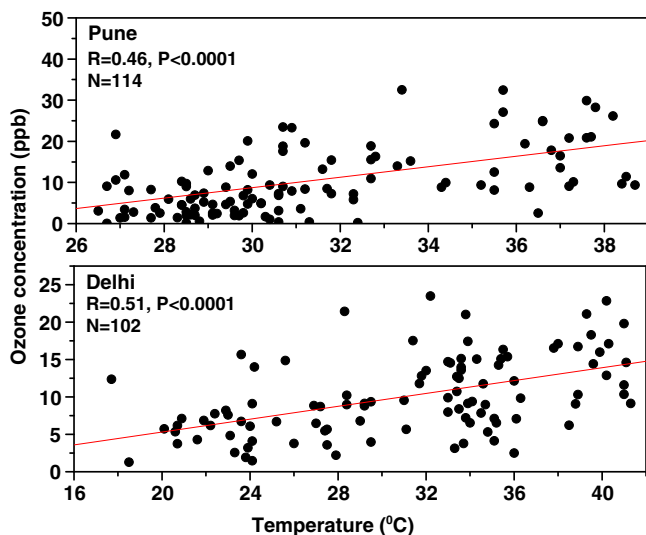 Pune
R=0.46, P<0.0001
N=114
50
40
30
20
10
0
26 28 30 32 34 36 38
Ozone concentration (ppb)
Delhi
R=0.51, P<0.0001
N=102
25
20
15
10
5
0
16 20 24 28 32 36 40
Temperature (⁰C)